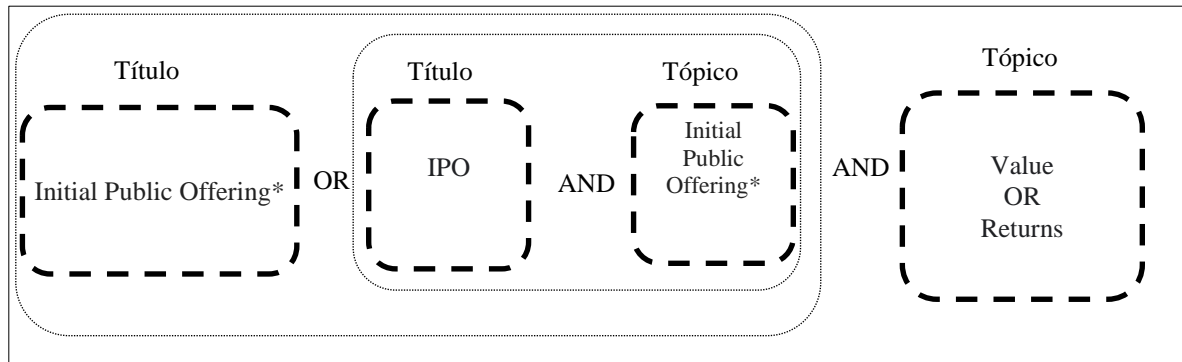 Título
Initial Public Offering*
OR
Título
IPO
AND
Tópico
Initial
Public
Offering*
AND
Tópico
Value
OR
Returns